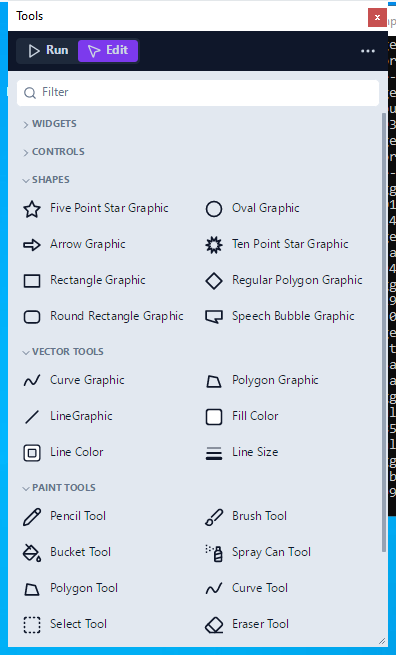 Tools
Run Edit
Filter
WIDGETS
CONTROLS
SHAPES
Five Point Star Graphic Oval Graphic
Arrow Graphic Ten Point Star Graphic
Rectangle Graphic Regular Polygon Graphic
Round Rectangle Graphic Speech Bubble Graphic
VECTOR TOOLS
Curve Graphic Polygon Graphic
LineGraphic Fill Color
Line Color Line Size
PAINT TOOLS
Pencil Tool Brush Tool
Bucket Tool Spray Can Tool
Polygon Tool Curve Tool
Select Tool Eraser Tool